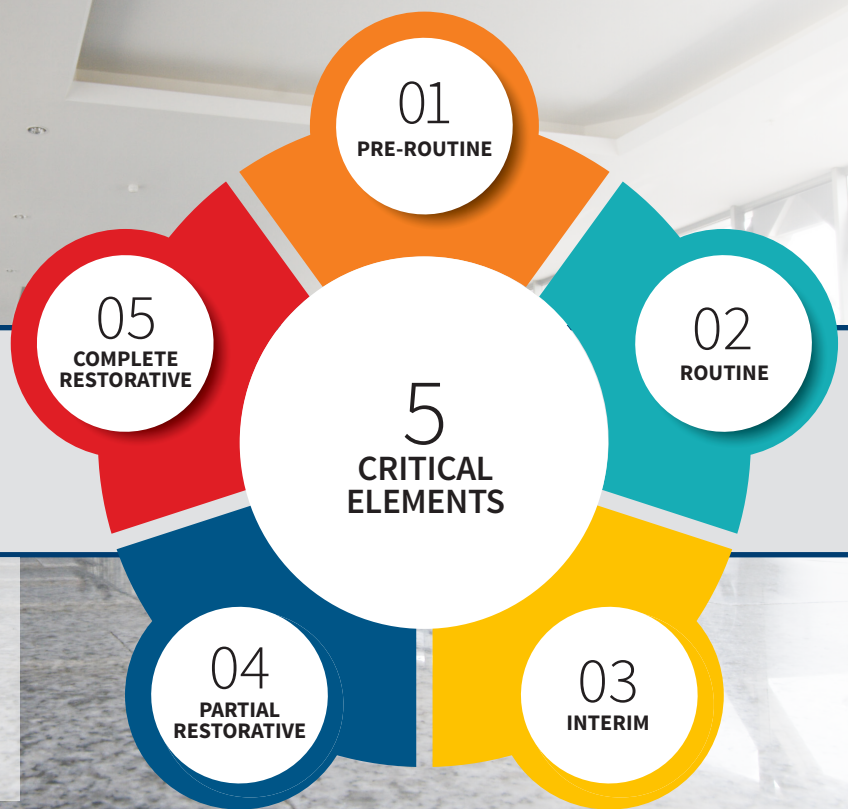 01
PRE-ROUTINE
02
ROUTINE
03
INTERIM
04
PARTIAL
RESTORATIVE
05
COMPLETE
RESTORATIVE
5
CRITICAL
ELEMENTS